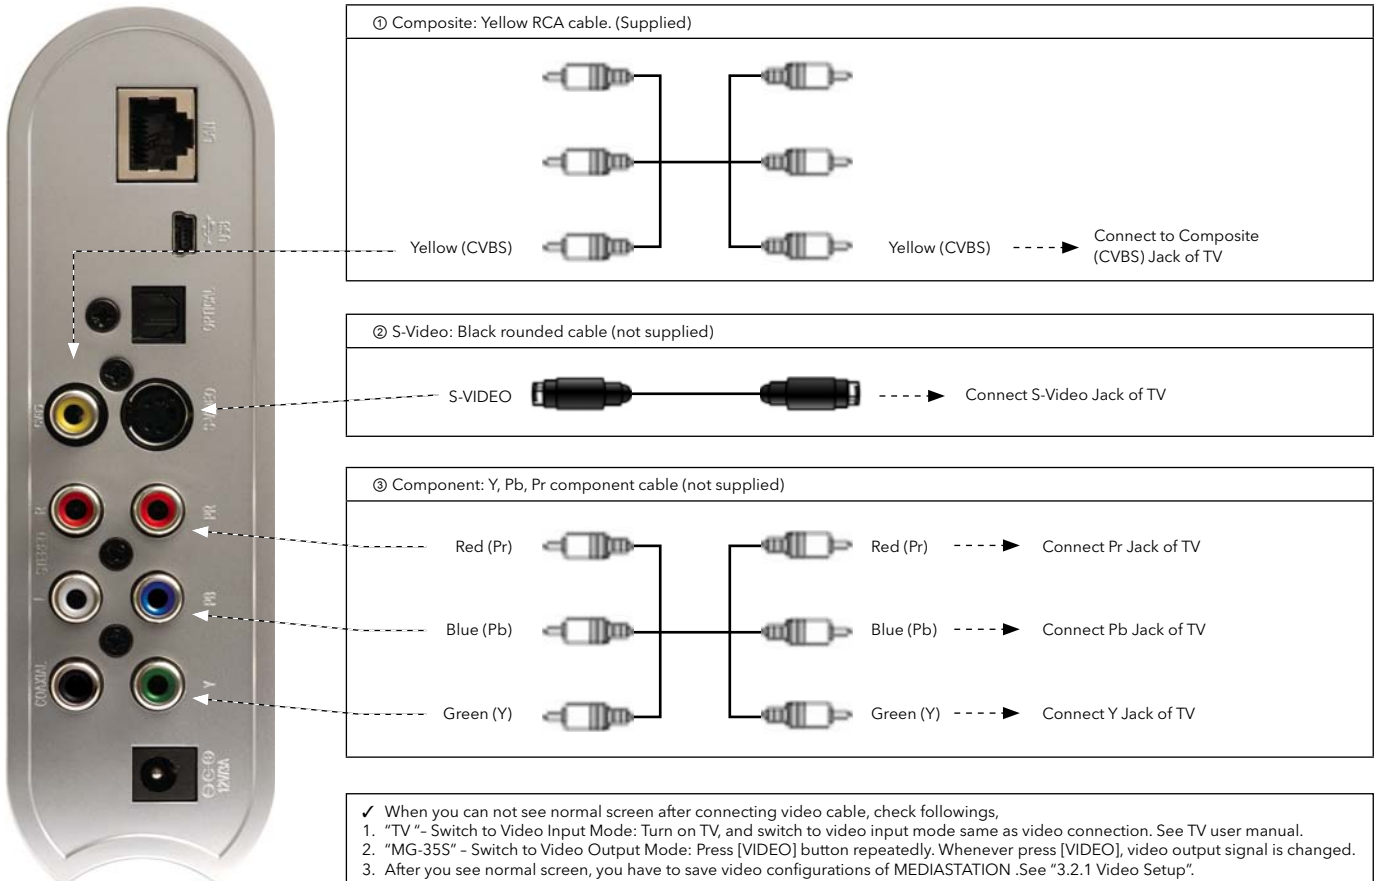 ① Composite: Yellow RCA cable. (Supplied)
Yellow (CVBS)
Yellow (CVBS)
Connect to Composite
(CVBS) Jack of TV
② S-Video: Black rounded cable (not supplied)
S-VIDEO
Connect S-Video Jack of TV
③ Component: Y, Pb, Pr component cable (not supplied)
Red (Pr)
Red (Pr)
Connect Pr Jack of TV
Blue (Pb)
Blue (Pb)
Connect Pb Jack of TV
Green (Y)
Green (Y)
Connect Y Jack of TV
✓ When you can not see normal screen after connecting video cable, check followings,
1. "TV "– Switch to Video Input Mode: Turn on TV, and switch to video input mode same as video connection. See TV user manual.
2. "MG-35S" – Switch to Video Output Mode: Press [VIDEO] button repeatedly. Whenever press [VIDEO], video output signal is changed.
3. After you see normal screen, you have to save video configurations of MEDIASTATION .See "3.2.1 Video Setup".
LAN
USB
OPTICAL
S-VIDEO
R
STEREO
L
PR
PB
COAXIAL
Y
12V/3A